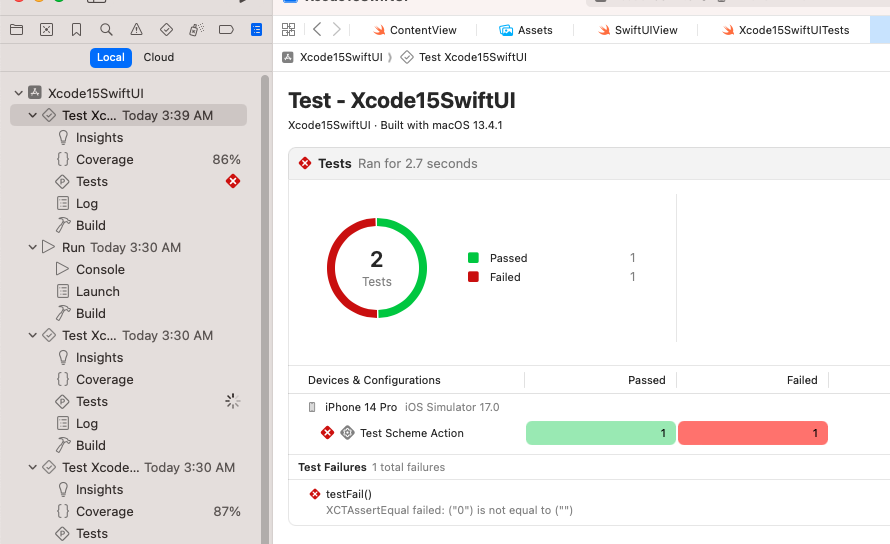 ContentView
Assets
SwiftUIView
Xcode15SwiftUITests
Local
Cloud
Xcode15SwiftUI
Test Xcode15SwiftUI
Xcode15SwiftUI
Test Xc... Today 3:39 AM
Insights
Coverage 86%
Tests
Log
Build
Run Today 3:30 AM
Console
Launch
Build
Test Xc... Today 3:30 AM
Insights
Coverage
Tests
Log
Build
Test Xcode... Today 3:30 AM
Insights
Coverage 87%
Tests
Test - Xcode15SwiftUI
Xcode15SwiftUI · Built with macOS 13.4.1
Tests Ran for 2.7 seconds
2
Tests
Passed 1
Failed 1
Devices & Configurations Passed Failed
iPhone 14 Pro iOS Simulator 17.0
Test Scheme Action 1 1
Test Failures 1 total failures
testFail()
XCTAssertEqual failed: ("0") is not equal to ("")